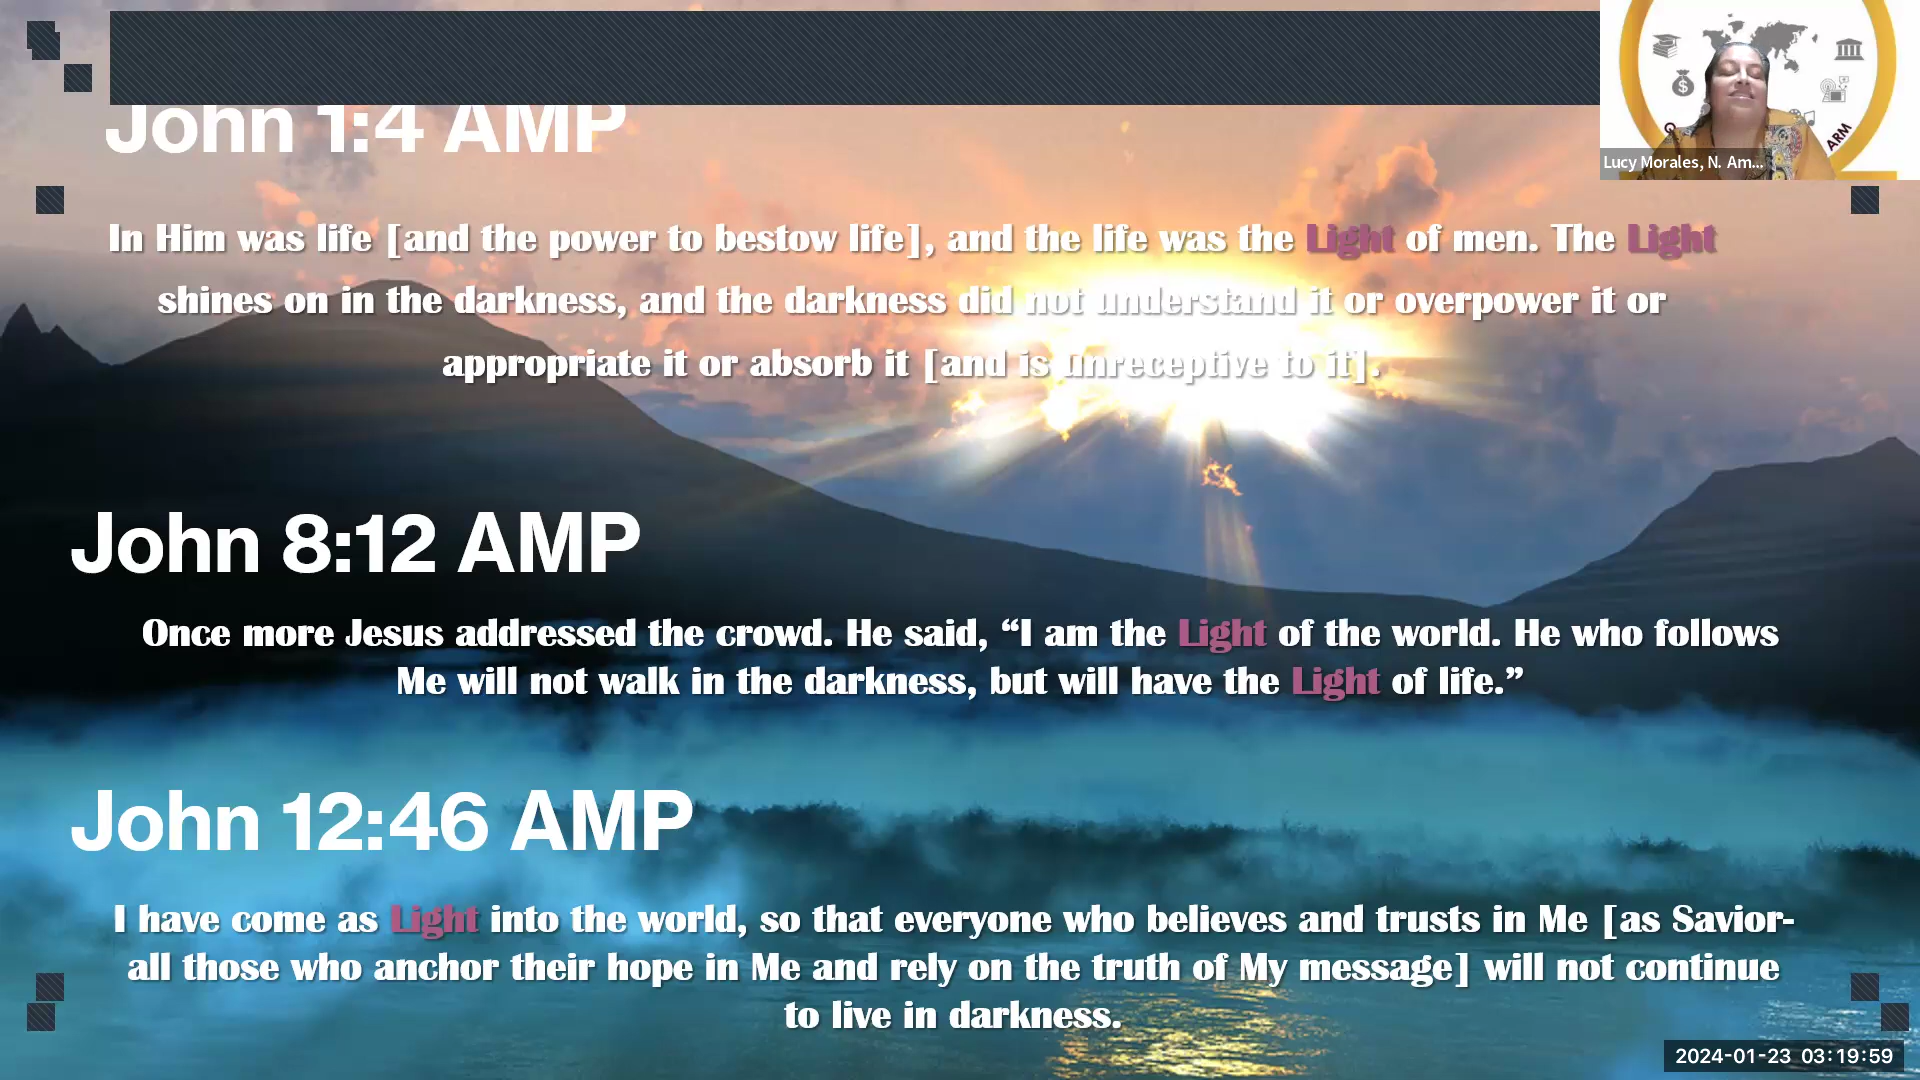 John 1:4 AMP
In Him was life [and the power to bestow life], and the life was the Light of men. The Light
shines on in the darkness, and the darkness did not understand it or overpower it or
appropriate it or absorb it [and is unreceptive to it].
John 8:12 AMP
Once more Jesus addressed the crowd. He said, “I am the Light of the world. He who follows
Me will not walk in the darkness, but will have the Light of life.”
John 12:46 AMP
I have come as Light into the world, so that everyone who believes and trusts in Me [as Savior-
all those who anchor their hope in Me and rely on the truth of My message] will not continue
to live in darkness.
$
ARM
Lucy Morales, N. Am...
2024-01-23 03:19:59